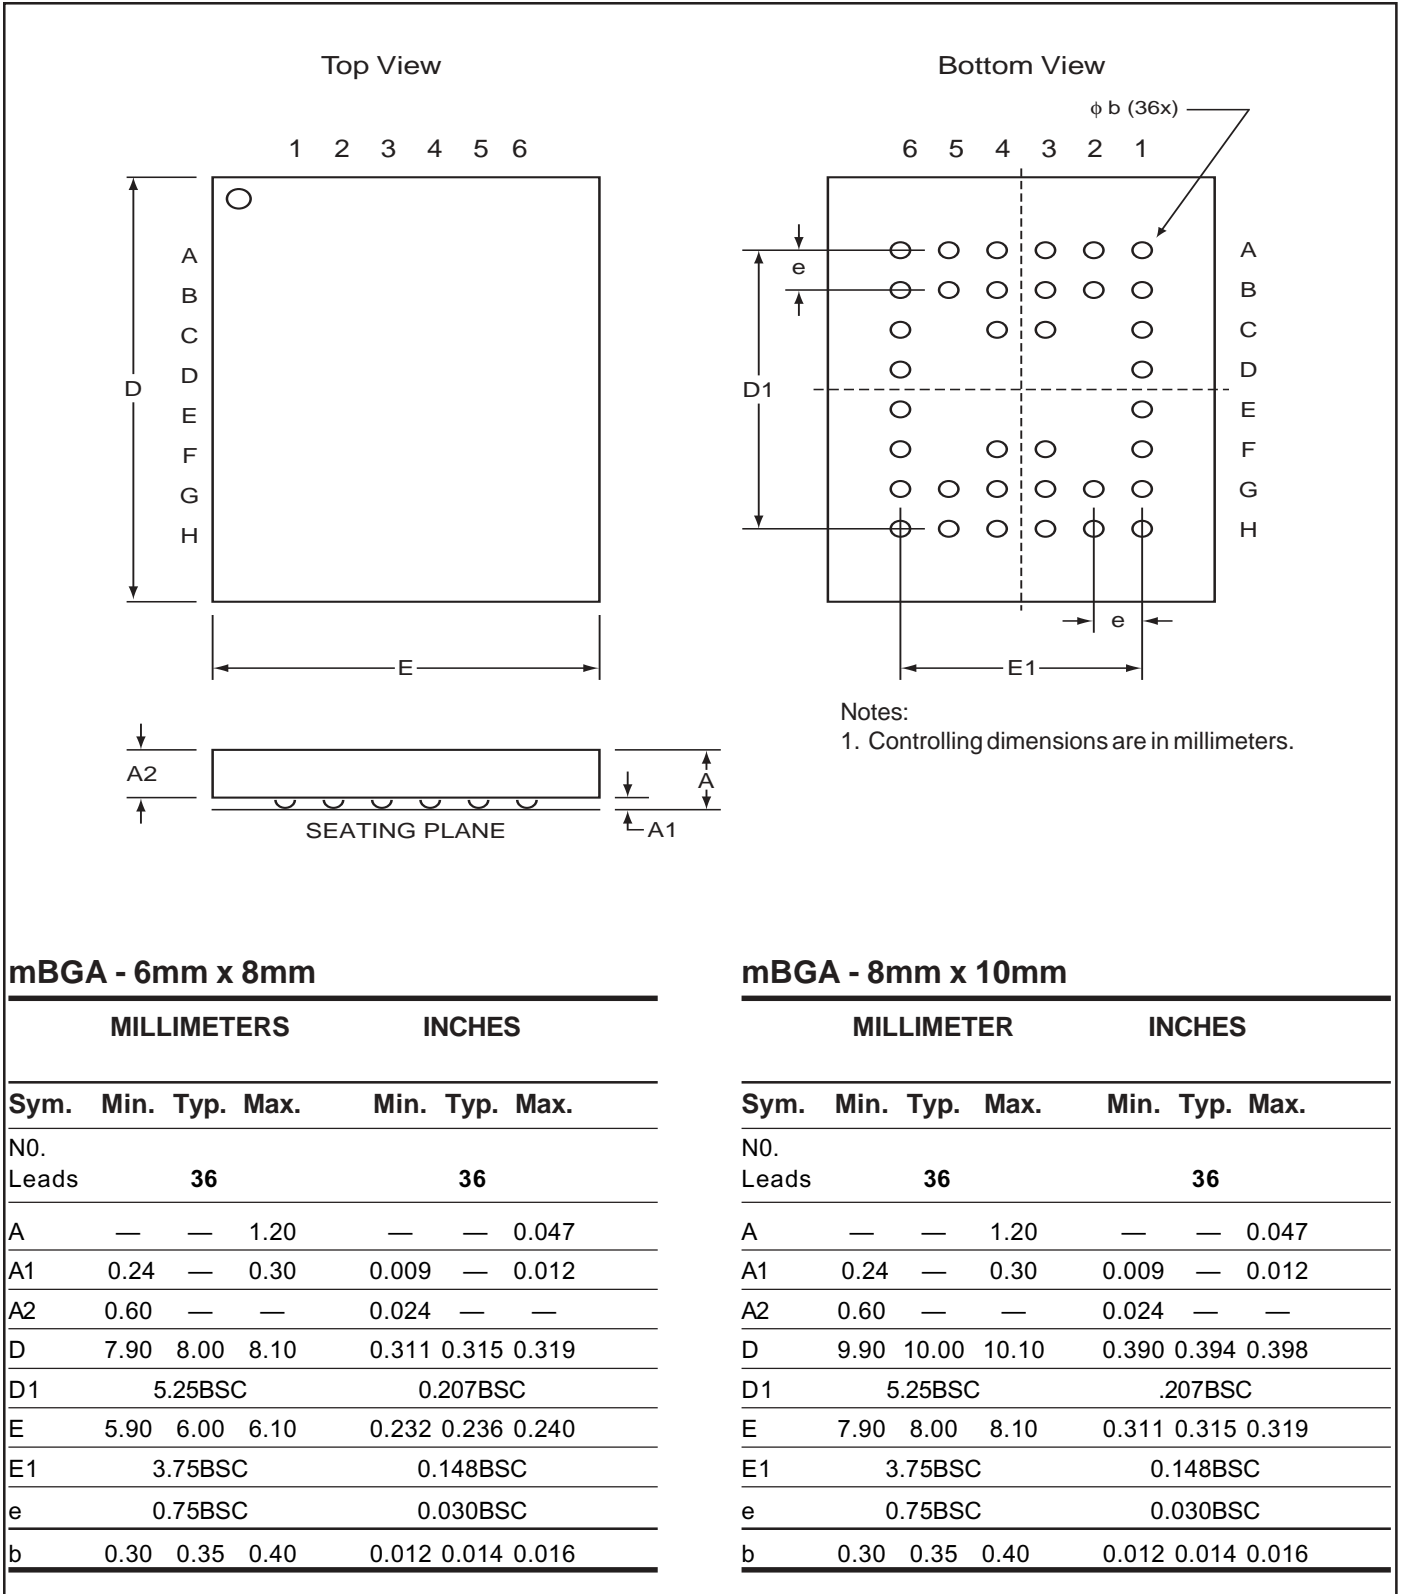 Top View
Bottom View
ϕ b (36x)
1 2 3 4 5 6
6 5 4 3 2 1
A
B
C
D
E
F
G
H
D
E
e
D1
A
B
C
D
E
F
G
H
e
E1
Notes:
1. Controlling dimensions are in millimeters.
A2
A
A1
SEATING PLANE
mBGA - 6mm x 8mm
MILLIMETERS INCHES
Sym. Min. Typ. Max. Min. Typ. Max.
N0.
Leads 36 36
A — — 1.20 — — 0.047
A1 0.24 — 0.30 0.009 — 0.012
A2 0.60 — — 0.024 — —
D 7.90 8.00 8.10 0.311 0.315 0.319
D1 5.25BSC 0.207BSC
E 5.90 6.00 6.10 0.232 0.236 0.240
E1 3.75BSC 0.148BSC
e 0.75BSC 0.030BSC
b 0.30 0.35 0.40 0.012 0.014 0.016
mBGA - 8mm x 10mm
MILLIMETER INCHES
Sym. Min. Typ. Max. Min. Typ. Max.
N0.
Leads 36 36
A — — 1.20 — — 0.047
A1 0.24 — 0.30 0.009 — 0.012
A2 0.60 — — 0.024 — —
D 9.90 10.00 10.10 0.390 0.394 0.398
D1 5.25BSC .207BSC
E 7.90 8.00 8.10 0.311 0.315 0.319
E1 3.75BSC 0.148BSC
e 0.75BSC 0.030BSC
b 0.30 0.35 0.40 0.012 0.014 0.016